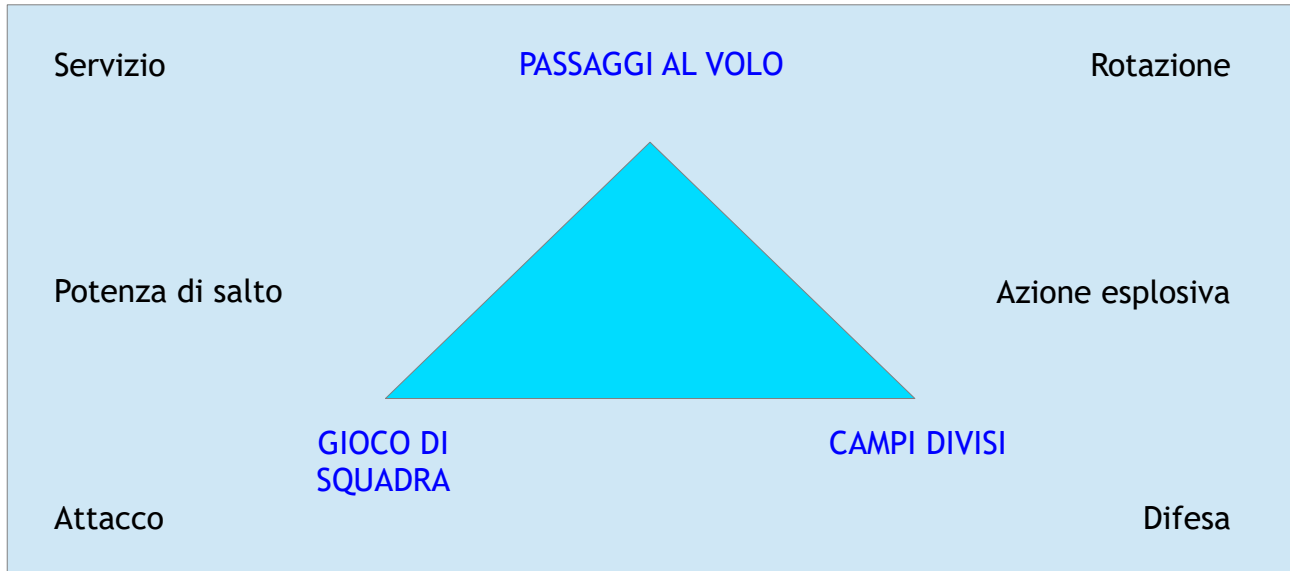 Servizio
PASSAGGI AL VOLO
Rotazione
Potenza di salto
Azione esplosiva
GIOCO DI
SQUADRA
CAMPI DIVISI
Attacco
Difesa